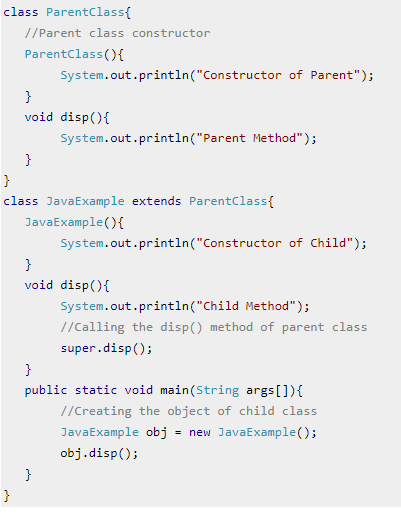 class ParentClass{
//Parent class constructor
ParentClass(){
System.out.println("Constructor of Parent");
}
void disp(){
System.out.println("Parent Method");
}
}
class JavaExample extends ParentClass{
JavaExample(){
System.out.println("Constructor of Child");
}
void disp(){
System.out.println("Child Method");
//Calling the disp() method of parent class
super.disp();
}
public static void main(String args[]){
//Creating the object of child class
JavaExample obj = new JavaExample();
obj.disp();
}
}